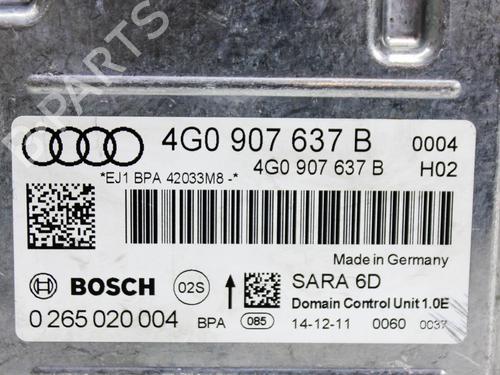 4G0 907 637 B 0004
4G0 907 637 B H02
*EJ1 BPA 42033M8 -*
Made in Germany
BOSCH 02S SARA 6D
Domain Control Unit 1.0E
0 265 020 004 BPA 085 14-12-11 0060 0037
B PARTS